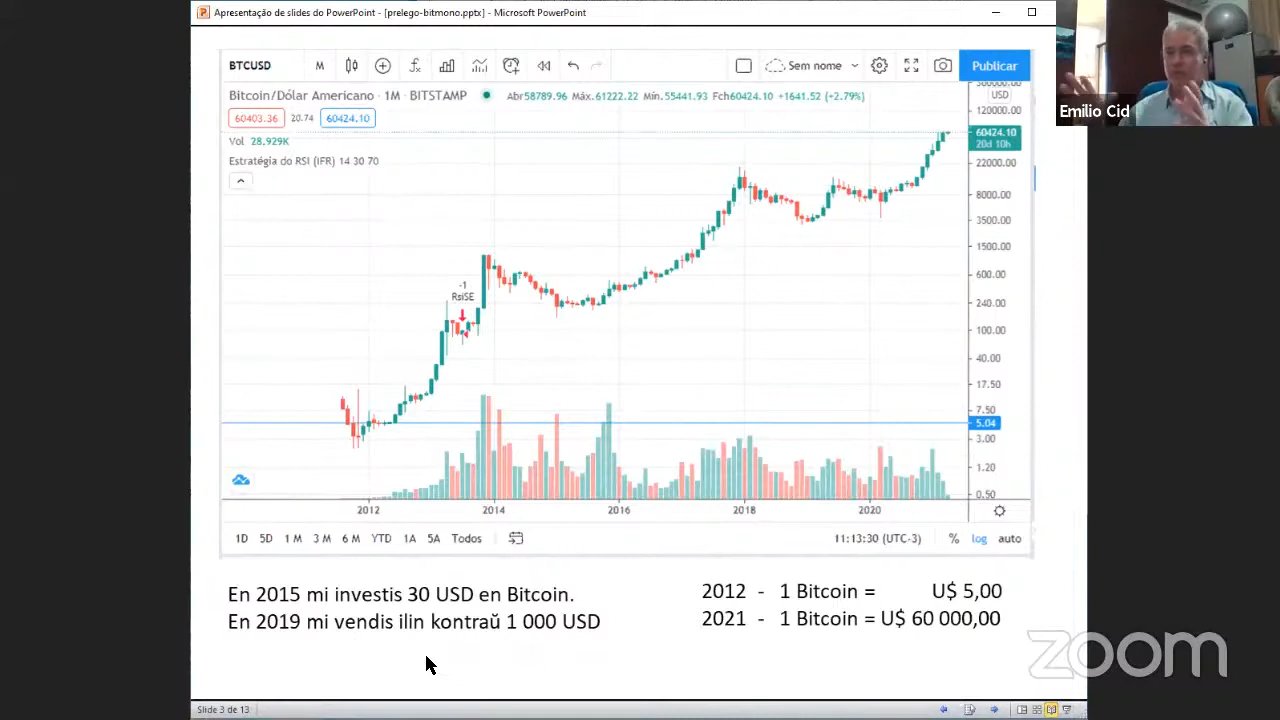 Apresentação de slides do PowerPoint - [prelego-bitmono.pptx] - Microsoft PowerPoint
BTCUSD
M
Sem nome
Publicar
Bitcoin/Dólar Americano · 1M · BITSTAMP
Abr58789.96 Máx.61222.22 Mín.55441.93 Fch60424.10 +1641.52 (+2.79%)
60403.36 20.74 60424.10
Vol 28.929K
Estratégia do RSI (IFR) 14 30 70
300000.00
USD
120000.00
60424.10
20d 10h
22000.00
8000.00
3500.00
1500.00
600.00
240.00
100.00
40.00
17.50
7.50
5.04
3.00
1.20
0.50
-1
RsiSE
2012 2014 2016 2018 2020
1D 5D 1 M 3 M 6 M YTD 1A 5A Todos
11:13:30 (UTC-3) % log auto
En 2015 mi investis 30 USD en Bitcoin.
En 2019 mi vendis ilin kontraŭ 1 000 USD
2012 - 1 Bitcoin = U$ 5,00
2021 - 1 Bitcoin = U$ 60 000,00
Slide 3 de 13
Emilio Cid
zoom